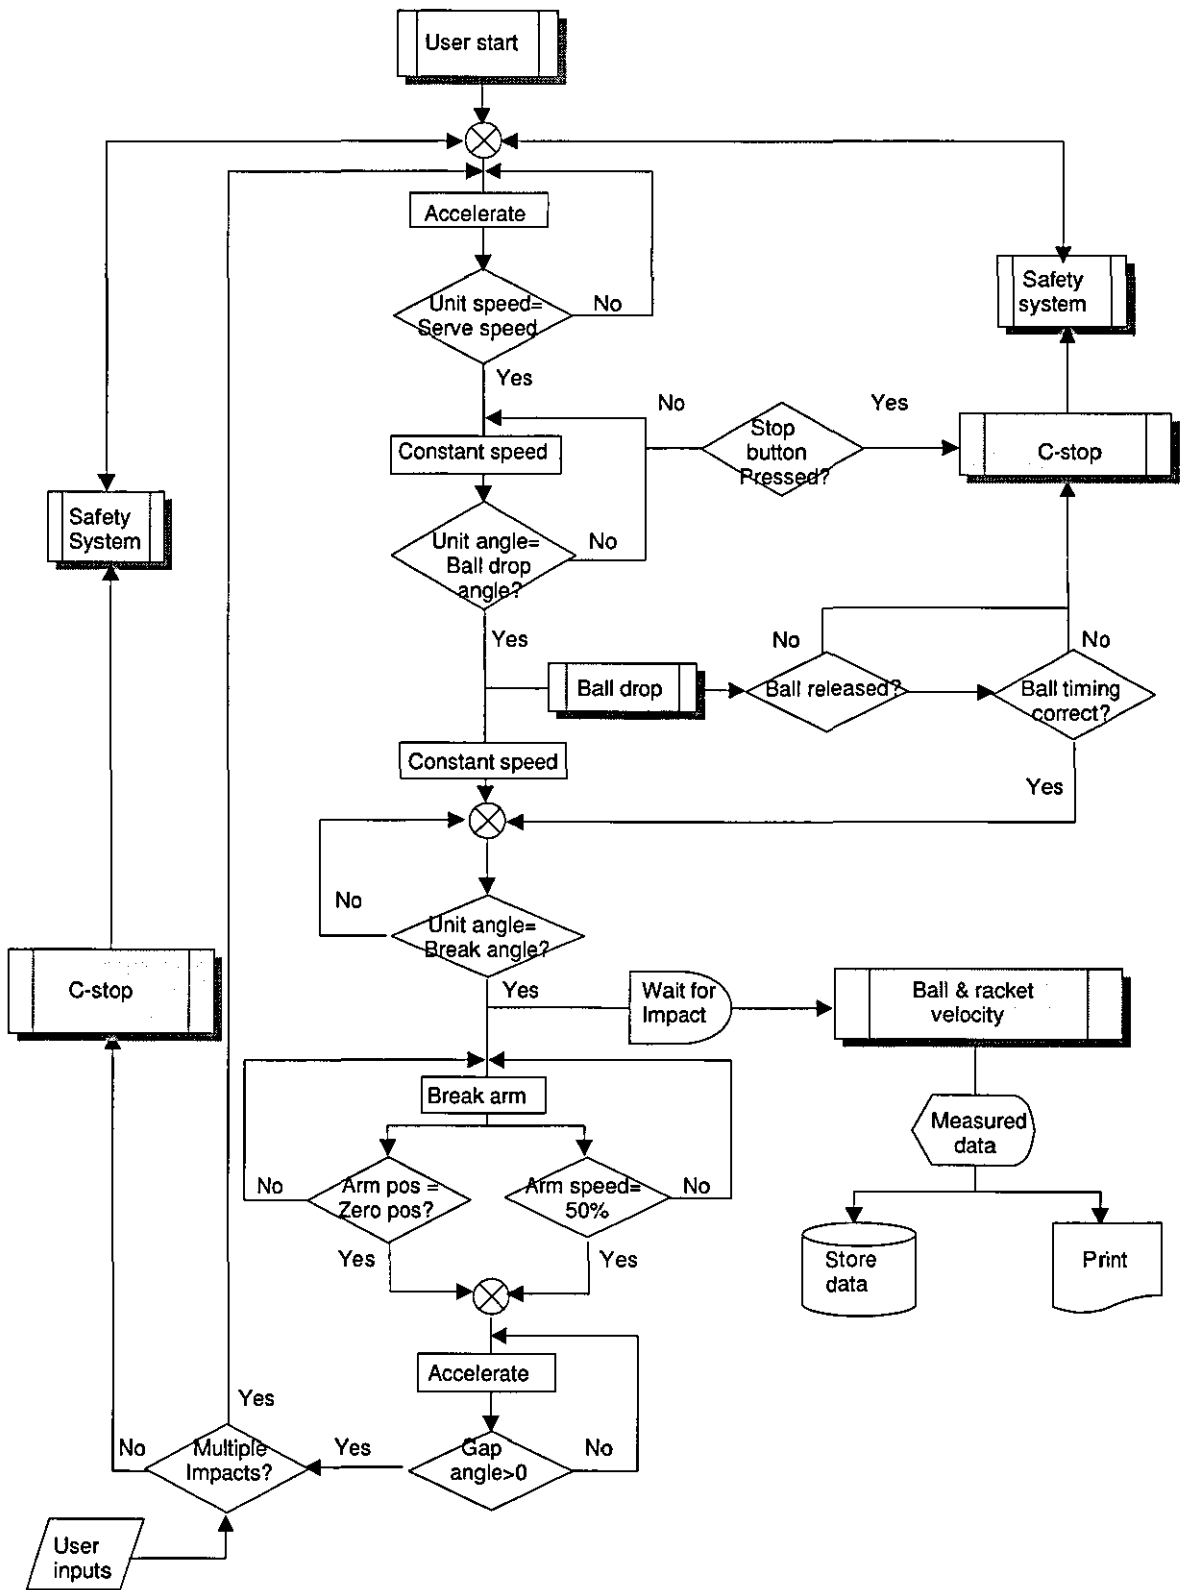 User start
Accelerate
Unit speed=
Serve speed
No
Yes
Safety
system
No
Yes
Stop
button
Pressed?
C-stop
Constant speed
Safety
System
Unit angle=
Ball drop
angle?
No
Yes
Ball drop
No
Ball released?
No
Ball timing
correct?
Constant speed
Yes
No
Unit angle=
Break angle?
C-stop
Yes
Wait for
Impact
Ball & racket
velocity
Break arm
Measured
data
No
Arm pos =
Zero pos?
Arm speed=
50%
No
Yes
Yes
Store
data
Print
Accelerate
Yes
No
Multiple
Impacts?
Yes
Gap
angle>0
No
User
inputs